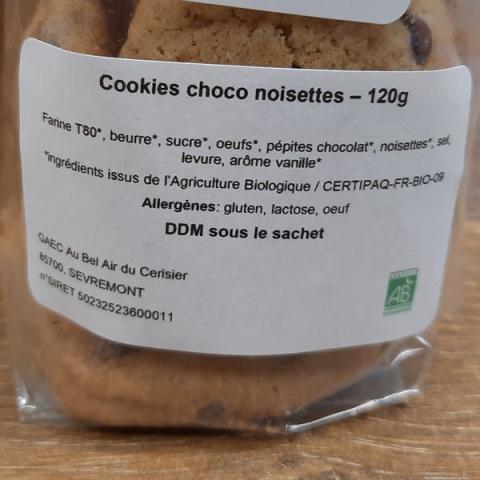 Cookies choco noisettes – 120g
Farine T80*, beurre*, sucre*, oeufs*, pépites chocolat*, noisettes*, sel,
levure, arôme vanille*
*ingrédients issus de l'Agriculture Biologique / CERTIPAQ-FR-BIO-09
Allergènes: gluten, lactose, oeuf
DDM sous le sachet
GAEC Au Bel Air du Cerisier
85700, SEVREMONT
n°SIRET 50232523600011
AB